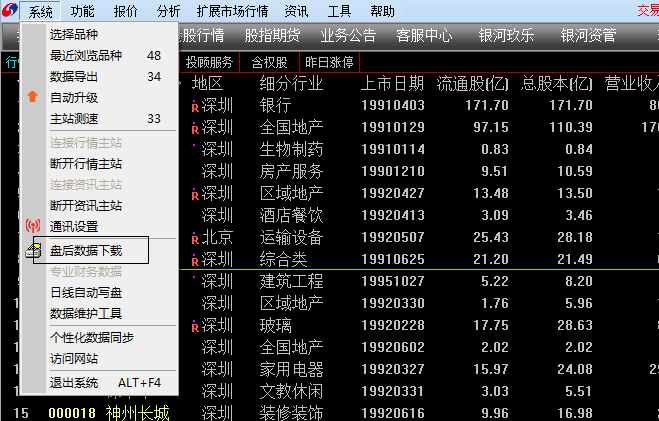 系统 功能 报价 分析 扩展市场行情 资讯 工具 帮助 交易
股行情 股指期货 业务公告 客服中心 银河玖乐 银河资管
投顾服务 含权股 昨日涨停
地区 细分行业 上市日期 流通股(亿) 总股本(亿) 营业收入
选择品种
最近浏览品种 48
数据导出 34
自动升级
主站测速 33
连接行情主站
断开行情主站
连接资讯主站
断开资讯主站
通讯设置
盘后数据下载
专业财务数据
日线自动写盘
数据维护工具
个性化数据同步
访问网站
退出系统 ALT+F4
R深圳 银行 19910403 171.70 171.70
R深圳 全国地产 19910129 97.15 110.39
深圳 生物制药 19910114 0.83 0.84
深圳 房产服务 19901210 9.51 10.59
R深圳 区域地产 19920427 13.48 13.50
深圳 酒店餐饮 19920413 3.09 3.46
R北京 运输设备 19920507 25.43 28.18
R深圳 综合类 19910625 21.20 21.49
深圳 建筑工程 19951027 5.22 8.20
深圳 区域地产 19920330 1.76 5.96
R深圳 玻璃 19920228 17.75 28.63
深圳 全国地产 19920602 2.02 2.02
深圳 家用电器 19920327 15.97 24.08
深圳 文教休闲 19920331 3.03 5.51
15 000018 神州长城 深圳 装修装饰 19920616 9.96 16.98